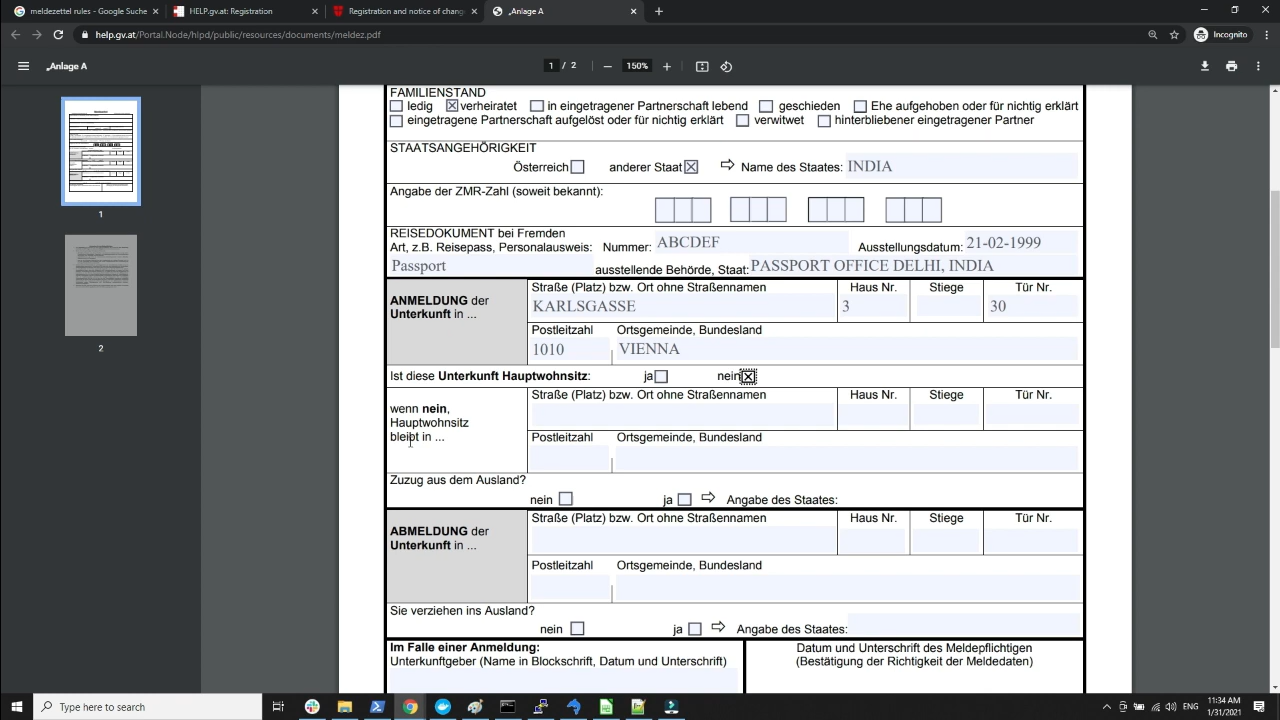 meldezettel rules - Google Suche
HELP.gv.at: Registration
Registration and notice of chang
„Anlage A
help.gv.at/Portal.Node/hlpd/public/resources/documents/meldez.pdf
Incognito
„Anlage A
1 / 2
150%
1
2
FAMILIENSTAND
ledig verheiratet in eingetragener Partnerschaft lebend geschieden Ehe aufgehoben oder für nichtig erklärt
eingetragene Partnerschaft aufgelöst oder für nichtig erklärt verwitwet hinterbliebener eingetragener Partner
STAATSANGEHÖRIGKEIT
Österreich anderer Staat ⇨ Name des Staates: INDIA
Angabe der ZMR-Zahl (soweit bekannt):
REISEDOKUMENT bei Fremden
Art, z.B. Reisepass, Personalausweis: Nummer: ABCDEF Ausstellungsdatum: 21-02-1999
Passport ausstellende Behörde, Staat: PASSPORT OFFICE DELHI, INDIA
ANMELDUNG der
Unterkunft in ...
Straße (Platz) bzw. Ort ohne Straßennamen Haus Nr. Stiege Tür Nr.
KARLSGASSE 3 30
Postleitzahl Ortsgemeinde, Bundesland
1010 VIENNA
Ist diese Unterkunft Hauptwohnsitz: ja nein
wenn nein,
Hauptwohnsitz
bleibt in ...
Straße (Platz) bzw. Ort ohne Straßennamen Haus Nr. Stiege Tür Nr.
Postleitzahl Ortsgemeinde, Bundesland
Zuzug aus dem Ausland?
nein ja ⇨ Angabe des Staates:
ABMELDUNG der
Unterkunft in ...
Straße (Platz) bzw. Ort ohne Straßennamen Haus Nr. Stiege Tür Nr.
Postleitzahl Ortsgemeinde, Bundesland
Sie verziehen ins Ausland?
nein ja ⇨ Angabe des Staates:
Im Falle einer Anmeldung:
Unterkunftgeber (Name in Blockschrift, Datum und Unterschrift)
Datum und Unterschrift des Meldepflichtigen
(Bestätigung der Richtigkeit der Meldedaten)
Type here to search
ENG
11:34 AM
1/31/2021